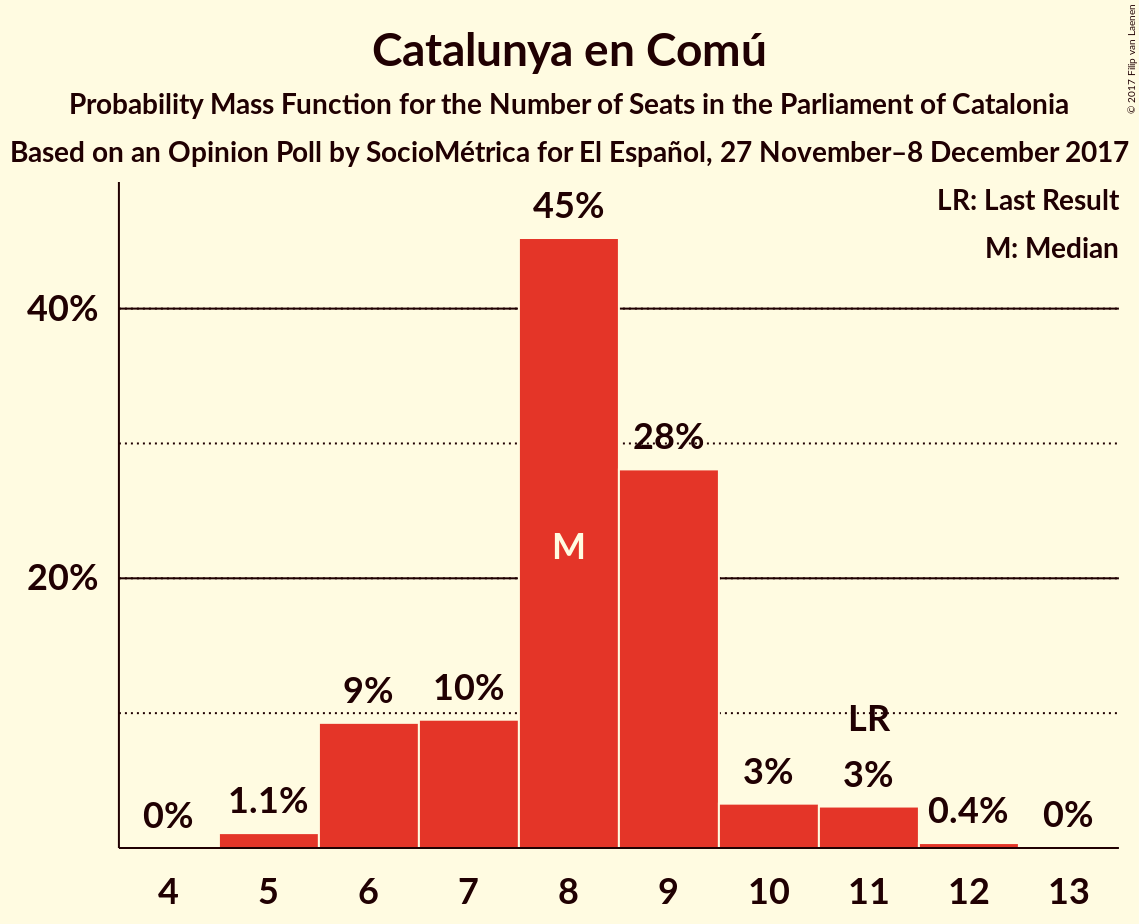 Catalunya en Comú
Probability Mass Function for the Number of Seats in the Parliament of Catalonia
Based on an Opinion Poll by SocioMétrica for El Español, 27 November–8 December 2017
© 2017 Filip van Laenen
LR: Last Result
M: Median
40%
20%
0%
1.1%
9%
10%
45%
M
28%
3%
LR
3%
0.4%
0%
4 5 6 7 8 9 10 11 12 13